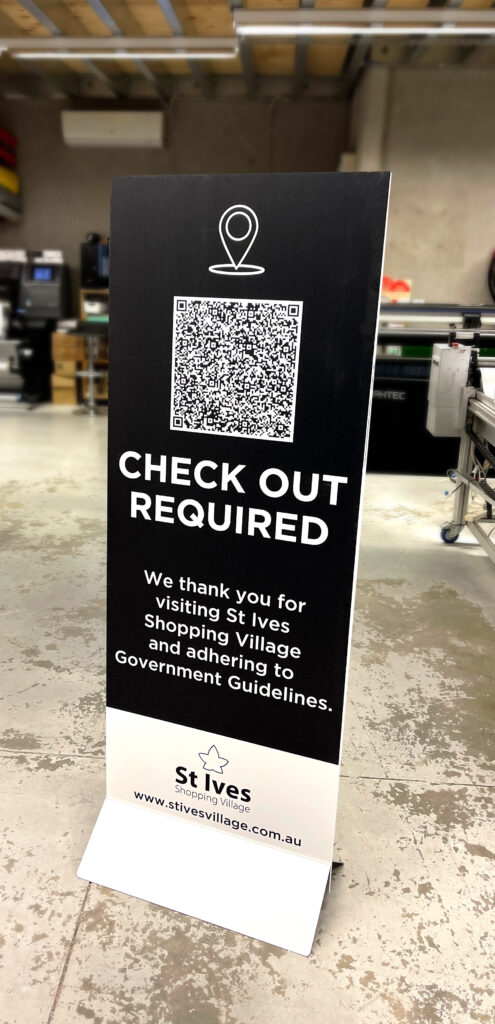 CHECK OUT
REQUIRED
We thank you for
visiting St Ives
Shopping Village
and adhering to
Government Guidelines.
St Ives
Shopping Village
www.stivesvillage.com.au